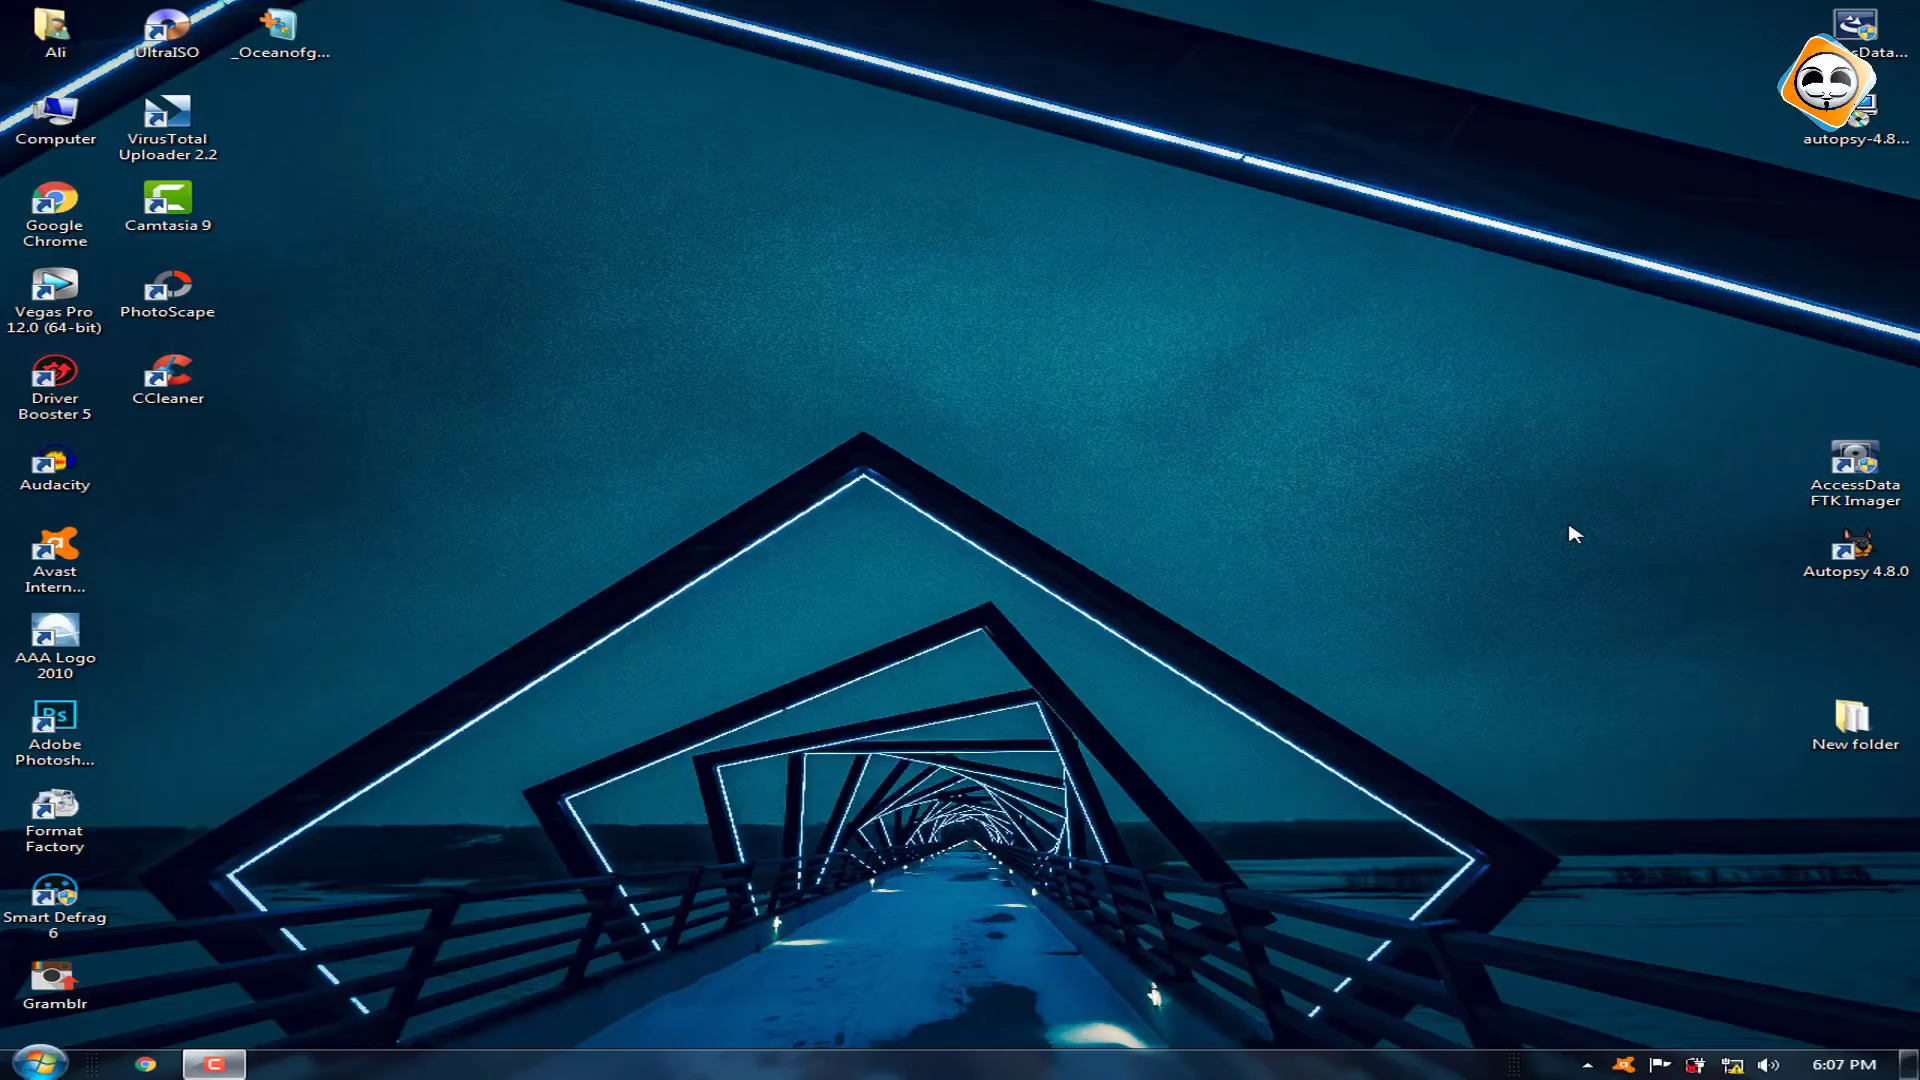 Ali
UltraISO
_Oceanofg...
Computer
VirusTotal
Uploader 2.2
Google
Chrome
Camtasia 9
Vegas Pro
12.0 (64-bit)
PhotoScape
Driver
Booster 5
CCleaner
Audacity
Avast
Intern...
AAA Logo
2010
Ps
Adobe
Photosh...
Format
Factory
Smart Defrag
6
Gramblr
sData...
autopsy-4.8...
AccessData
FTK Imager
Autopsy 4.8.0
New folder
6:07 PM